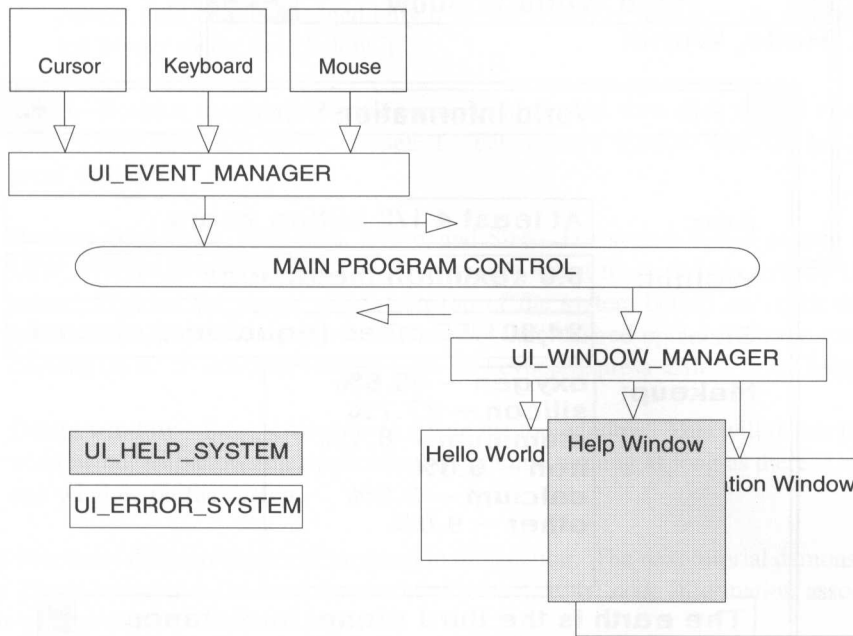 Cursor
Keyboard
Mouse
UI_EVENT_MANAGER
MAIN PROGRAM CONTROL
UI_WINDOW_MANAGER
Hello World
Help Window
ation Window
UI_HELP_SYSTEM
UI_ERROR_SYSTEM